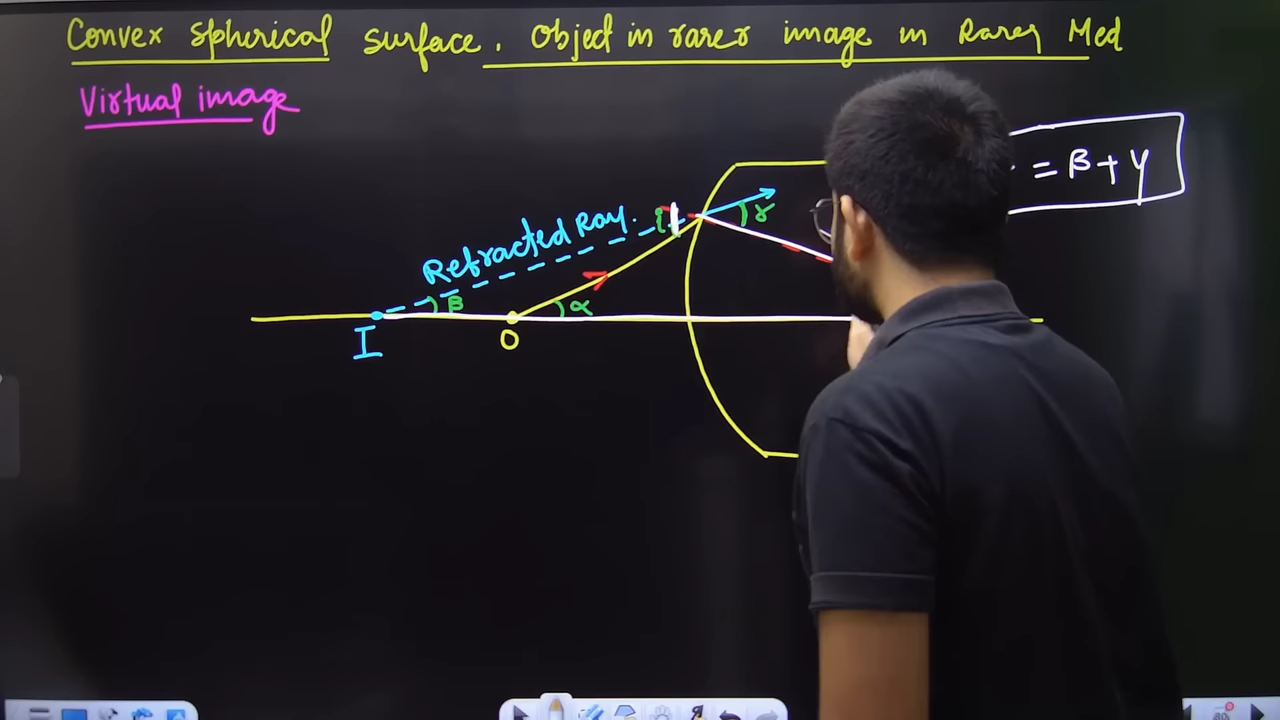 Convex spherical surface. Object in rarer image in Rarer Med
Virtual image
= β + γ
Refracted Ray.
i
r
β
α
I
O